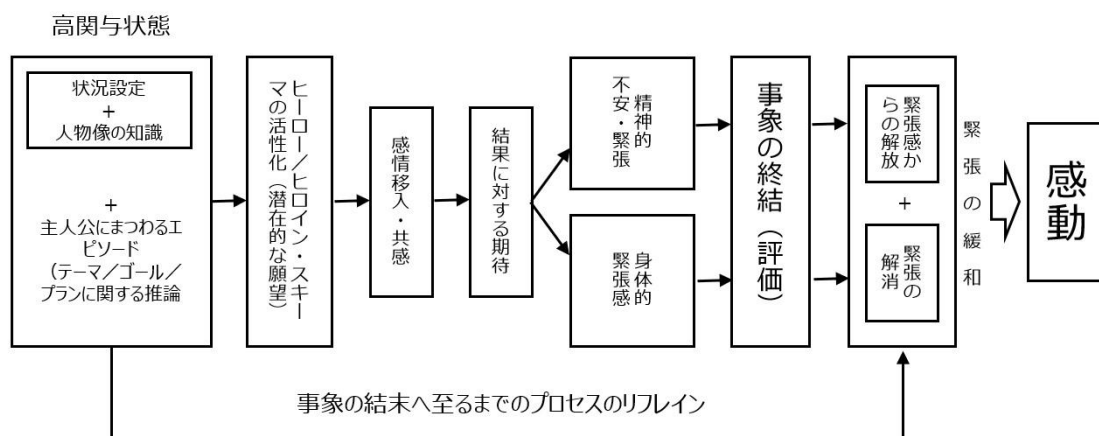 高関与状態
状況設定
+
人物像の知識
+
主人公にまつわるエ
ピソード
(テーマ/ゴール/
プランに関する推論
ヒーロー/ヒロイン・スキー
マの活性化(潜在的な願望)
感情移入・共感
結果に対する期待
精神的
不安・緊張
身体的
緊張感
事象の終結(評価)
緊張感か
らの解放
+
緊張の
解消
緊張の緩和
感動
事象の結末へ至るまでのプロセスのリフレイン